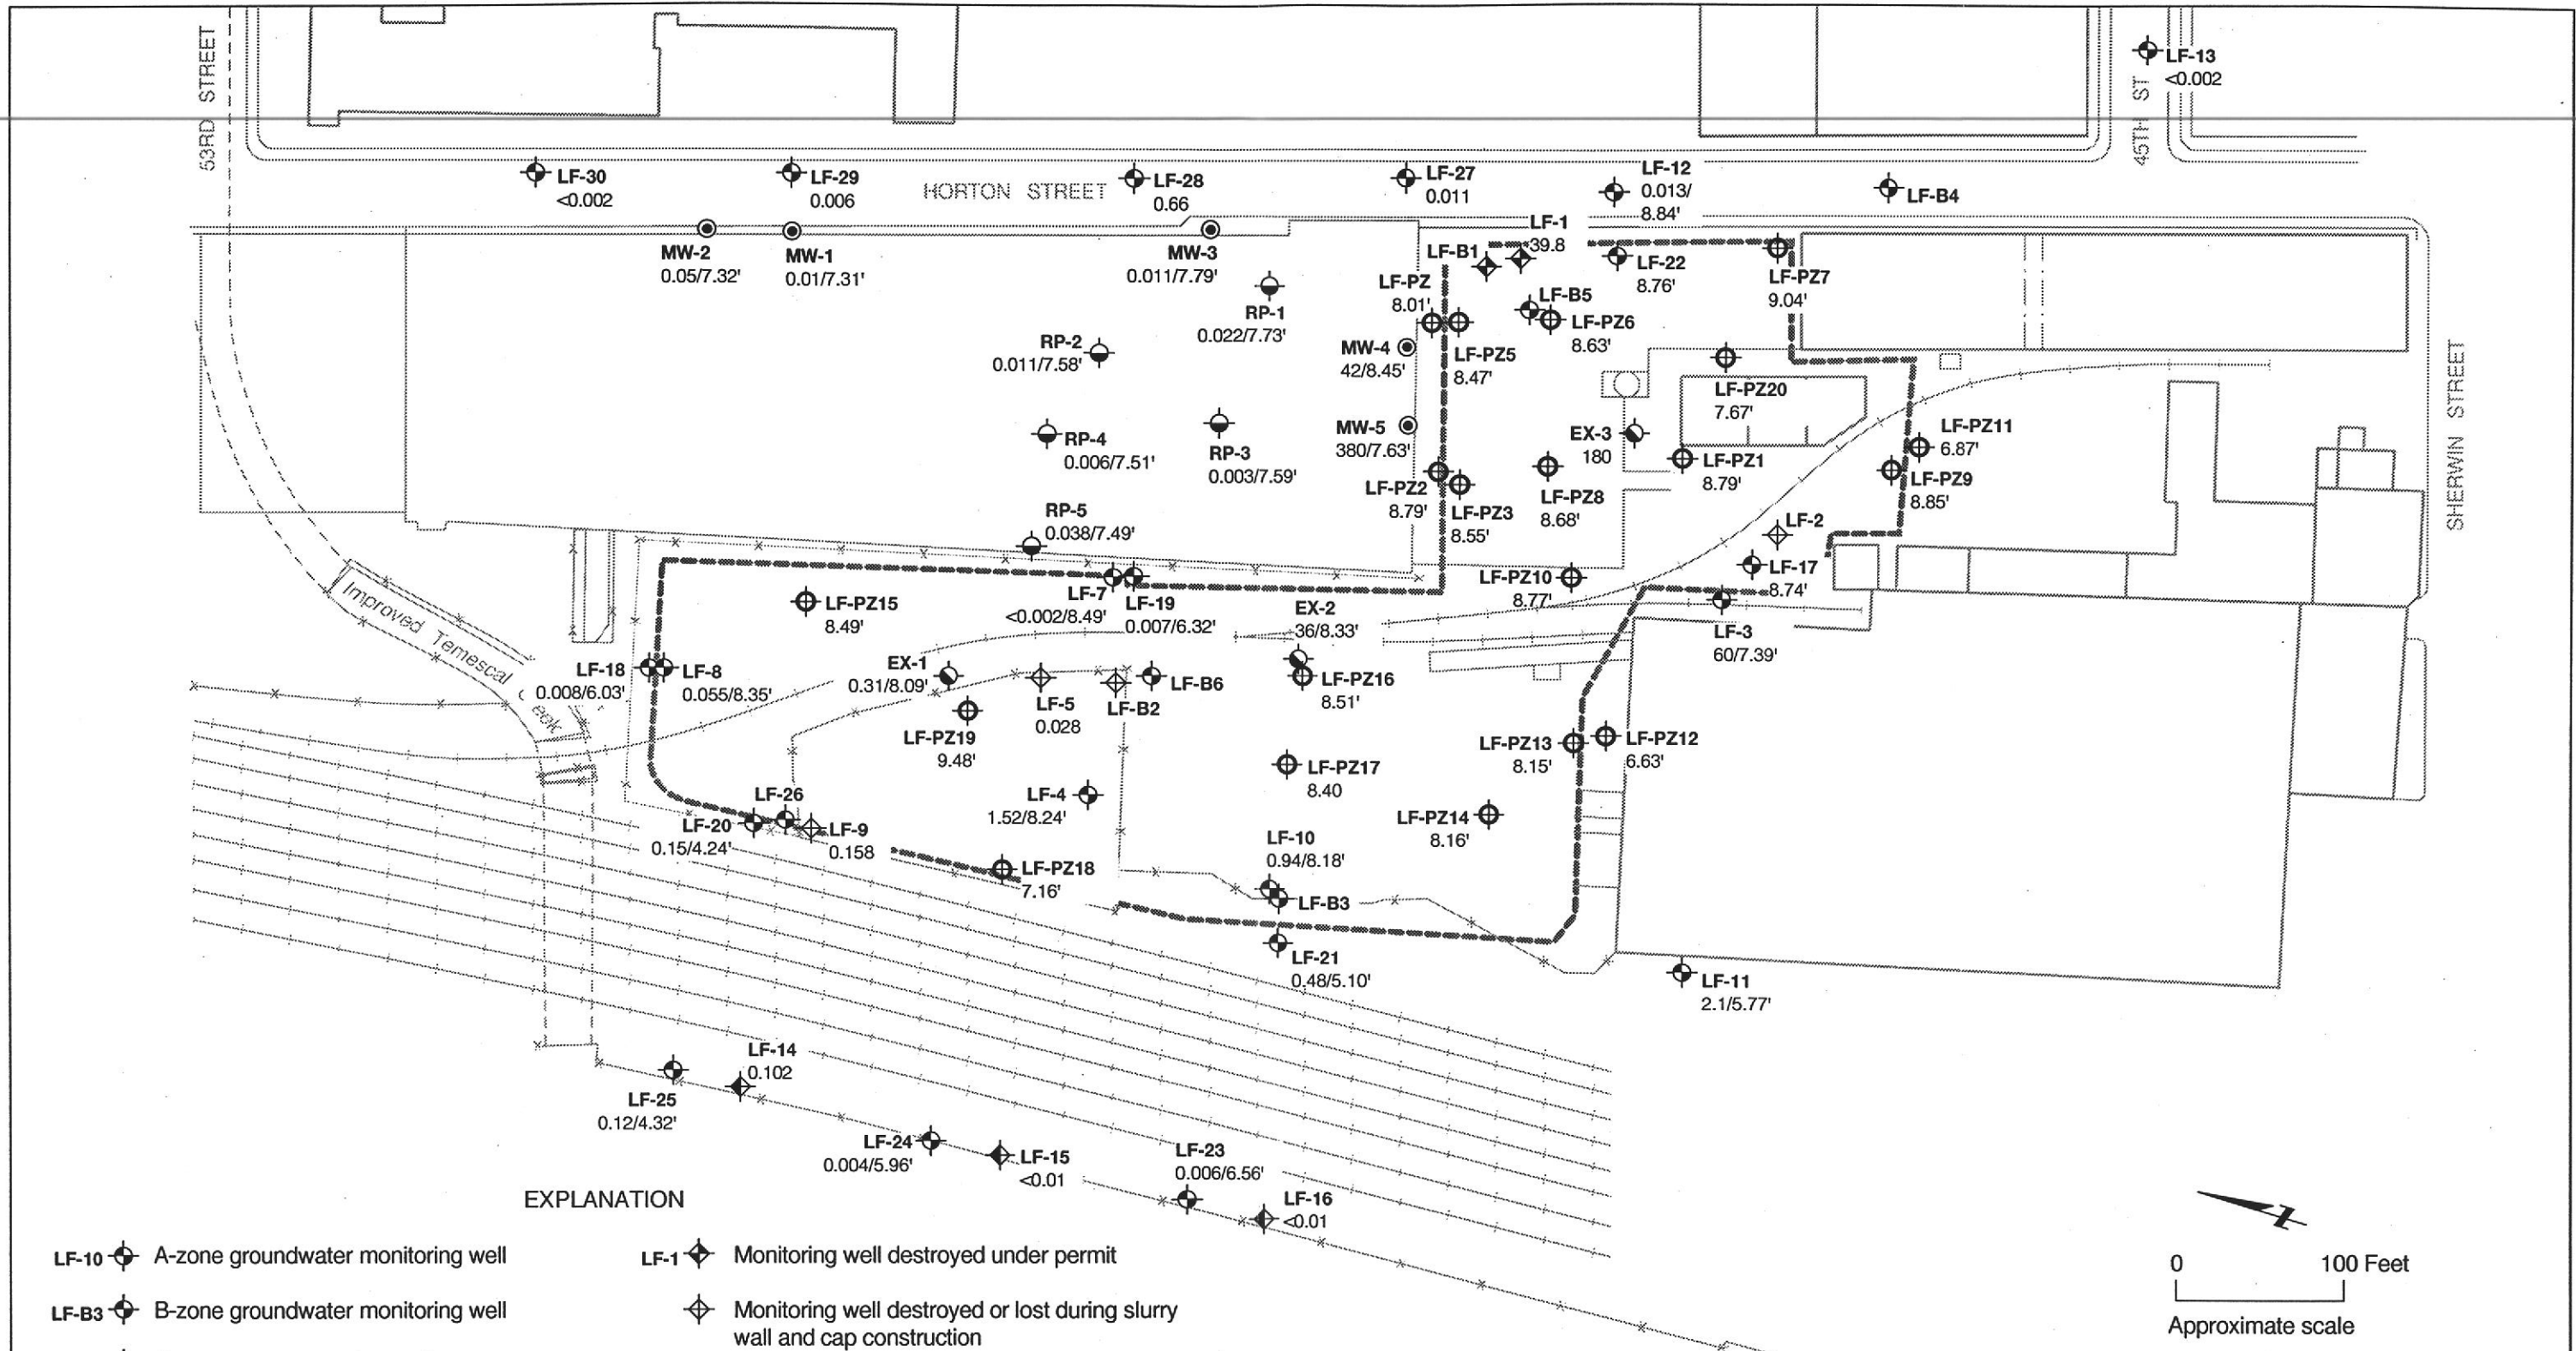 53RD STREET
45TH ST
LF-13
<0.002
LF-30
<0.002
LF-29
0.006
HORTON STREET
LF-28
0.66
LF-27
0.011
LF-12
0.013/
8.84'
LF-B4
MW-2
0.05/7.32'
MW-1
0.01/7.31'
MW-3
0.011/7.79'
LF-1
39.8
LF-B1
LF-22
8.76'
LF-PZ7
9.04'
LF-PZ
8.01'
LF-B5
LF-PZ6
8.63'
RP-1
0.022/7.73'
RP-2
0.011/7.58'
MW-4
42/8.45'
LF-PZ5
8.47'
LF-PZ20
7.67'
SHERWIN STREET
RP-4
0.006/7.51'
RP-3
0.003/7.59'
MW-5
380/7.63'
EX-3
180
LF-PZ1
8.79'
LF-PZ11
6.87'
LF-PZ9
8.85'
LF-PZ2
8.79'
LF-PZ3
8.55'
LF-PZ8
8.68'
RP-5
0.038/7.49'
LF-2
LF-17
8.74'
LF-PZ10
8.77'
LF-PZ15
8.49'
LF-7
<0.002/8.49'
LF-19
0.007/6.32'
EX-2
36/8.33'
LF-3
60/7.39'
Improved Temescal
LF-18
0.008/6.03'
LF-8
0.055/8.35'
EX-1
0.31/8.09'
LF-5
0.028
LF-B2
LF-B6
LF-PZ16
8.51'
LF-PZ19
9.48'
LF-PZ13
8.15'
LF-PZ12
6.63'
LF-PZ17
8.40
LF-26
LF-20
0.15/4.24'
LF-9
0.158
LF-4
1.52/8.24'
LF-PZ14
8.16'
LF-PZ18
7.16'
LF-10
0.94/8.18'
LF-B3
LF-21
0.48/5.10'
LF-11
2.1/5.77'
LF-14
0.102
LF-25
0.12/4.32'
LF-24
0.004/5.96'
LF-15
<0.01
LF-23
0.006/6.56'
LF-16
<0.01
EXPLANATION
LF-10 A-zone groundwater monitoring well
LF-B3 B-zone groundwater monitoring well
LF-1 Monitoring well destroyed under permit
Monitoring well destroyed or lost during slurry
wall and cap construction
0 100 Feet
Approximate scale